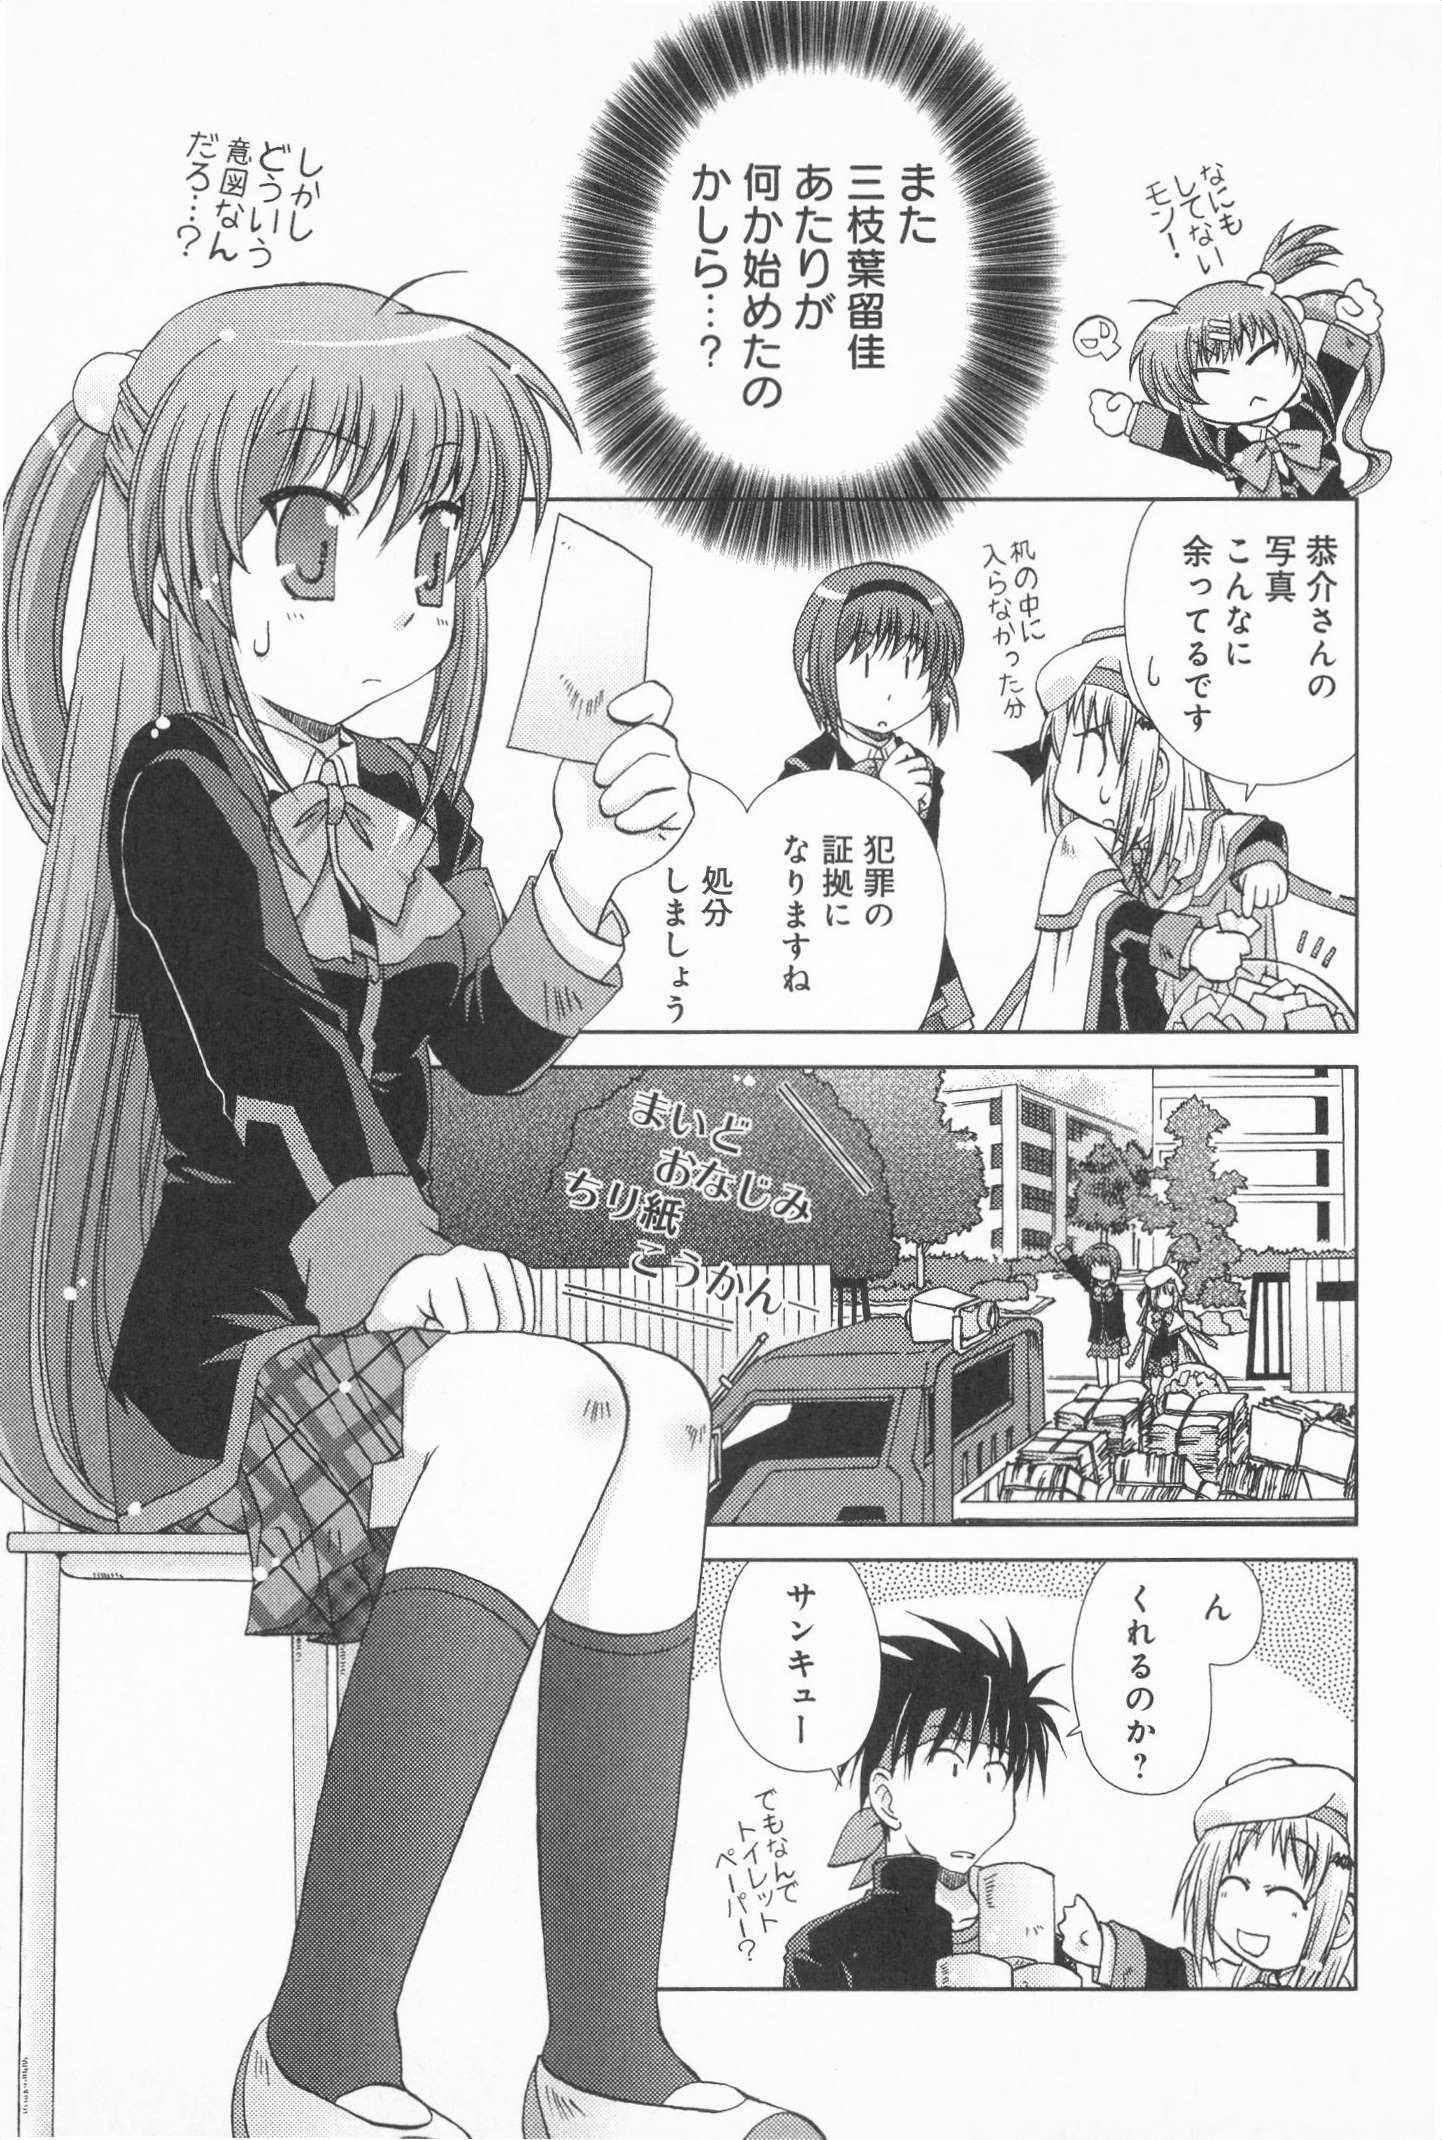 なにも
してない
モン！
また
三枝葉留佳
あたりが
何か始めたの
かしら…？
しかし
どういう
意図なん
だろ…？
恭介さんの
写真
こんなに
余ってるです
机の中に
入らなかった分
犯罪の
証拠に
なりますね
処分
しましょう
まいど
おなじみ
ちり紙
こうかん―
ん
くれるのか？
サンキュー
でもなんで
トイレット
ペーパー？